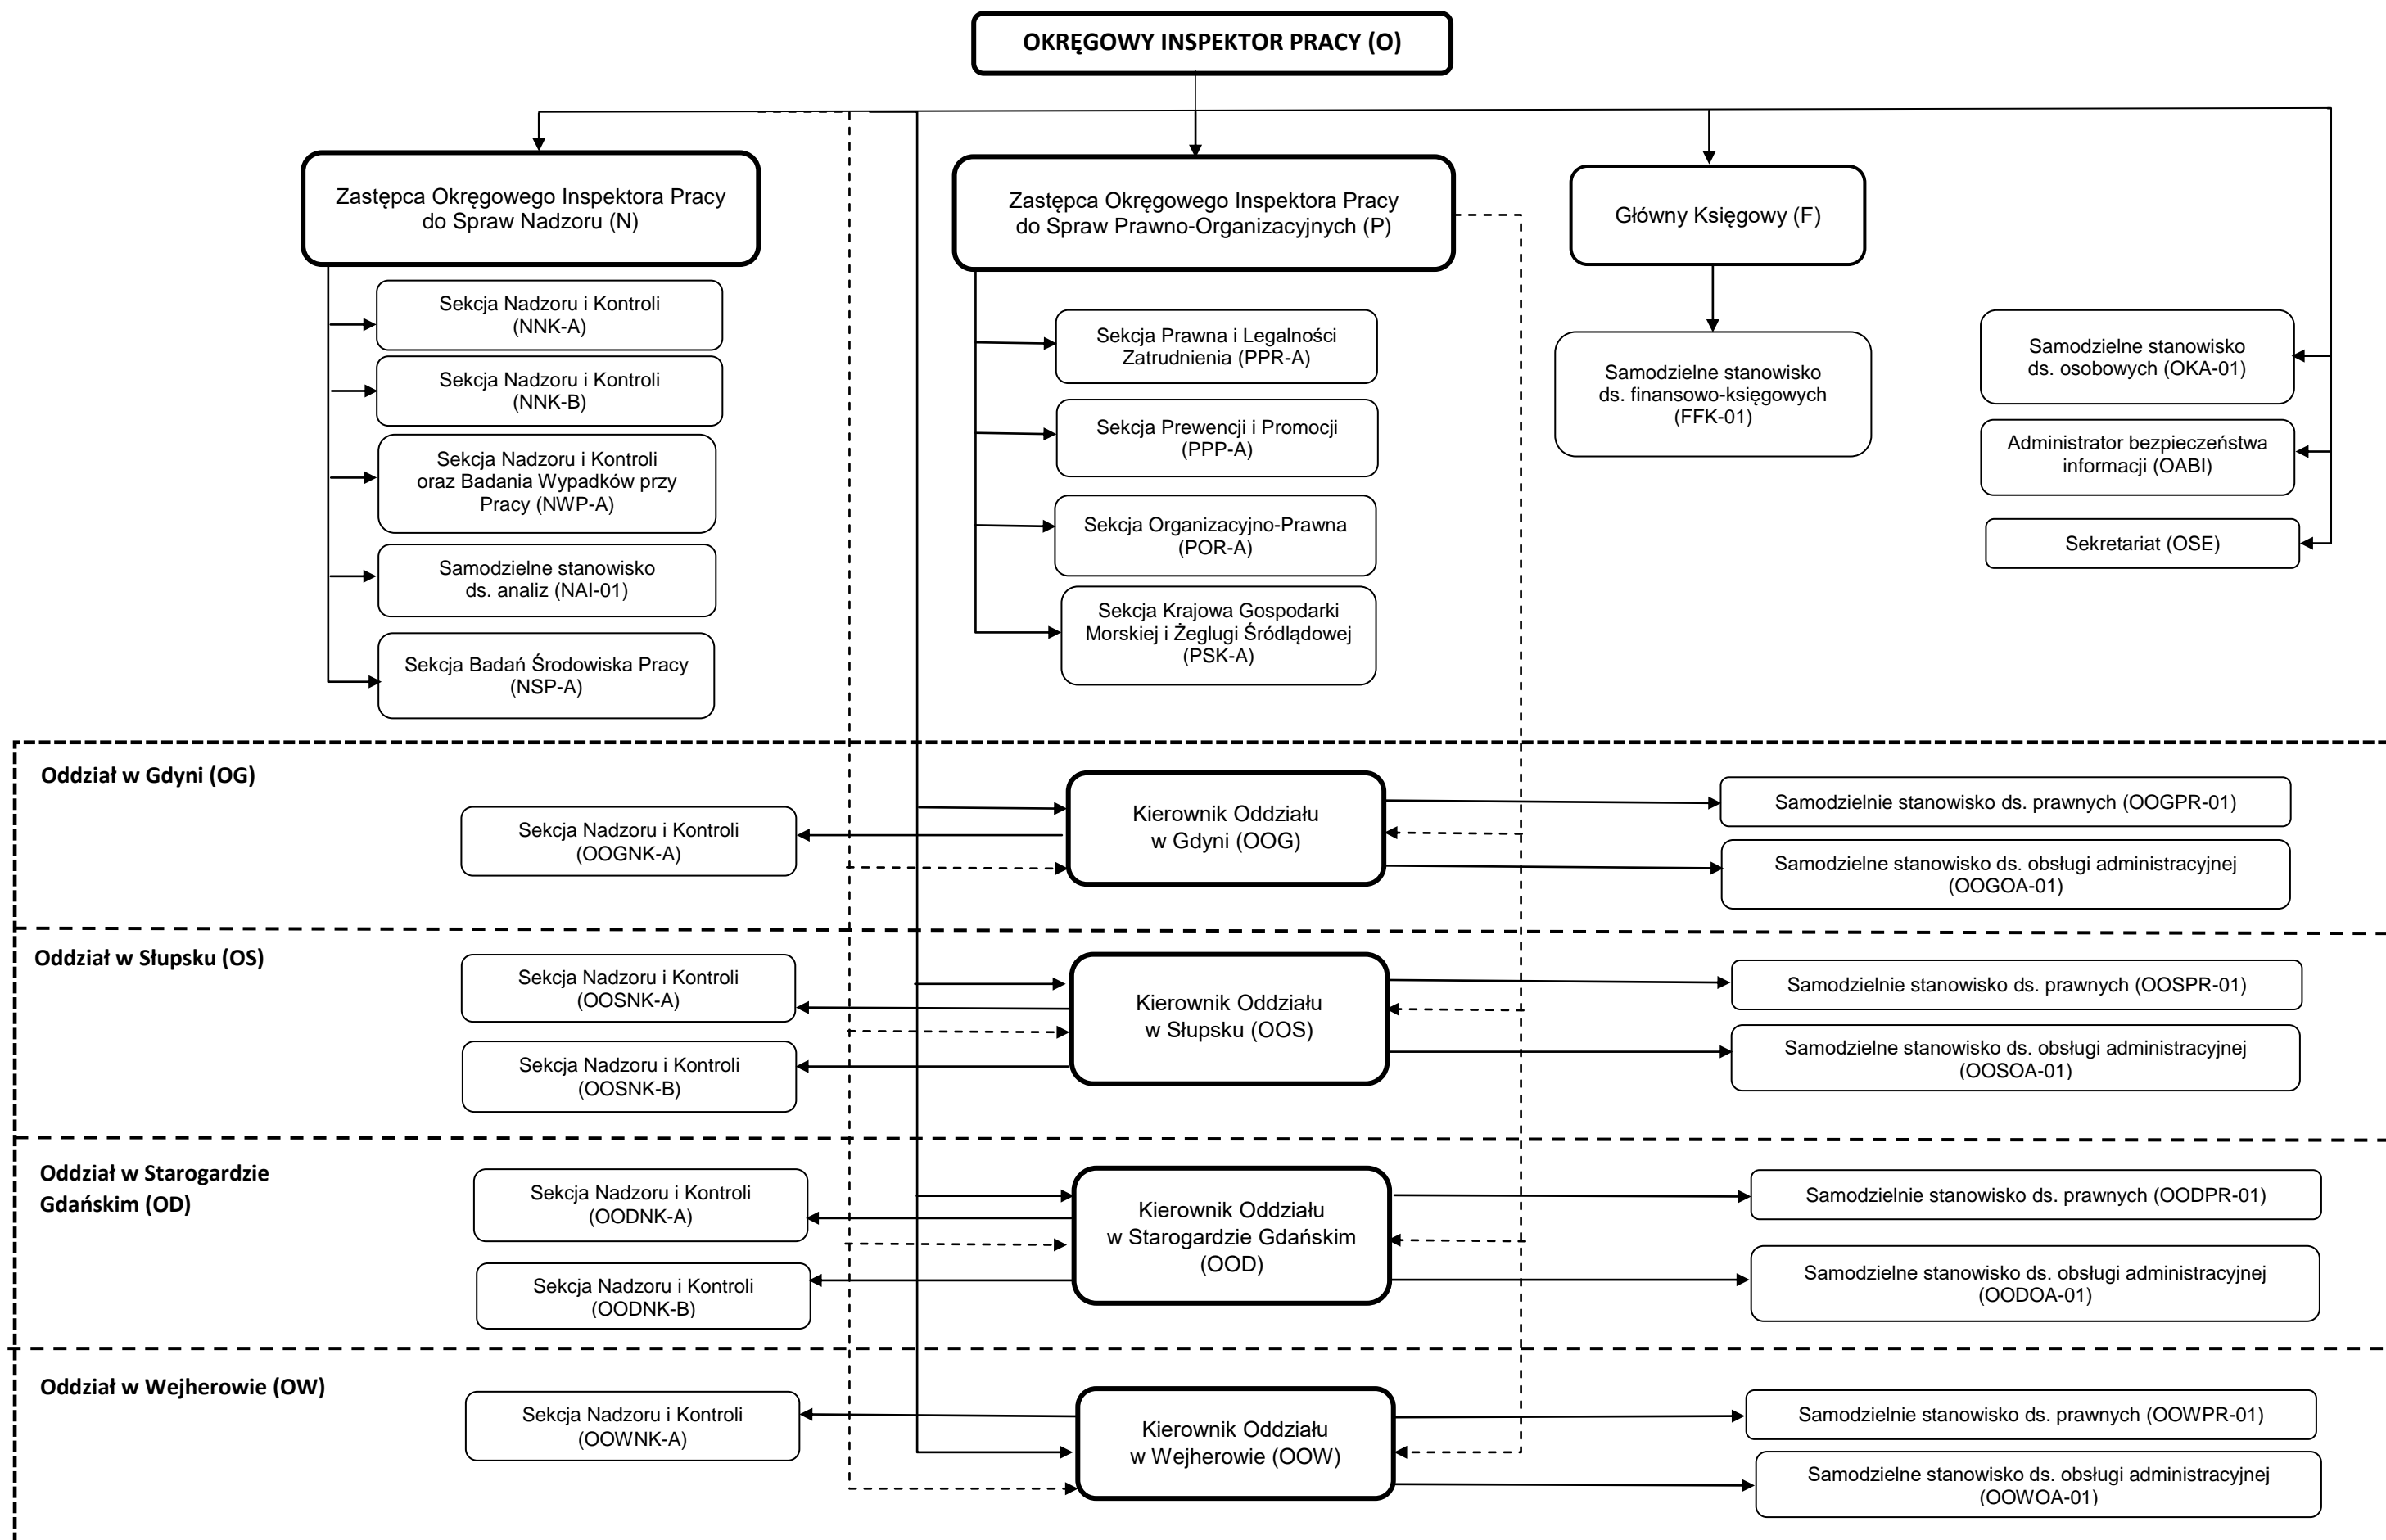 OKRĘGOWY INSPEKTOR PRACY (O)
Zastępca Okręgowego Inspektora Pracy
do Spraw Nadzoru (N)
Zastępca Okręgowego Inspektora Pracy
do Spraw Prawno-Organizacyjnych (P)
Główny Księgowy (F)
Sekcja Nadzoru i Kontroli
(NNK-A)
Sekcja Nadzoru i Kontroli
(NNK-B)
Sekcja Nadzoru i Kontroli
oraz Badania Wypadków przy
Pracy (NWP-A)
Samodzielne stanowisko
ds. analiz (NAI-01)
Sekcja Badań Środowiska Pracy
(NSP-A)
Sekcja Prawna i Legalności
Zatrudnienia (PPR-A)
Sekcja Prewencji i Promocji
(PPP-A)
Sekcja Organizacyjno-Prawna
(POR-A)
Sekcja Krajowa Gospodarki
Morskiej i Żeglugi Śródlądowej
(PSK-A)
Samodzielne stanowisko
ds. finansowo-księgowych
(FFK-01)
Samodzielne stanowisko
ds. osobowych (OKA-01)
Administrator bezpieczeństwa
informacji (OABI)
Sekretariat (OSE)
Oddział w Gdyni (OG)
Sekcja Nadzoru i Kontroli
(OOGNK-A)
Kierownik Oddziału
w Gdyni (OOG)
Samodzielnie stanowisko ds. prawnych (OOGPR-01)
Samodzielne stanowisko ds. obsługi administracyjnej
(OOGOA-01)
Oddział w Słupsku (OS)
Sekcja Nadzoru i Kontroli
(OOSNK-A)
Sekcja Nadzoru i Kontroli
(OOSNK-B)
Kierownik Oddziału
w Słupsku (OOS)
Samodzielnie stanowisko ds. prawnych (OOSPR-01)
Samodzielne stanowisko ds. obsługi administracyjnej
(OOSOA-01)
Oddział w Starogardzie
Gdańskim (OD)
Sekcja Nadzoru i Kontroli
(OODNK-A)
Sekcja Nadzoru i Kontroli
(OODNK-B)
Kierownik Oddziału
w Starogardzie Gdańskim
(OOD)
Samodzielnie stanowisko ds. prawnych (OODPR-01)
Samodzielne stanowisko ds. obsługi administracyjnej
(OODOA-01)
Oddział w Wejherowie (OW)
Sekcja Nadzoru i Kontroli
(OOWNK-A)
Kierownik Oddziału
w Wejherowie (OOW)
Samodzielnie stanowisko ds. prawnych (OOWPR-01)
Samodzielne stanowisko ds. obsługi administracyjnej
(OOWOA-01)